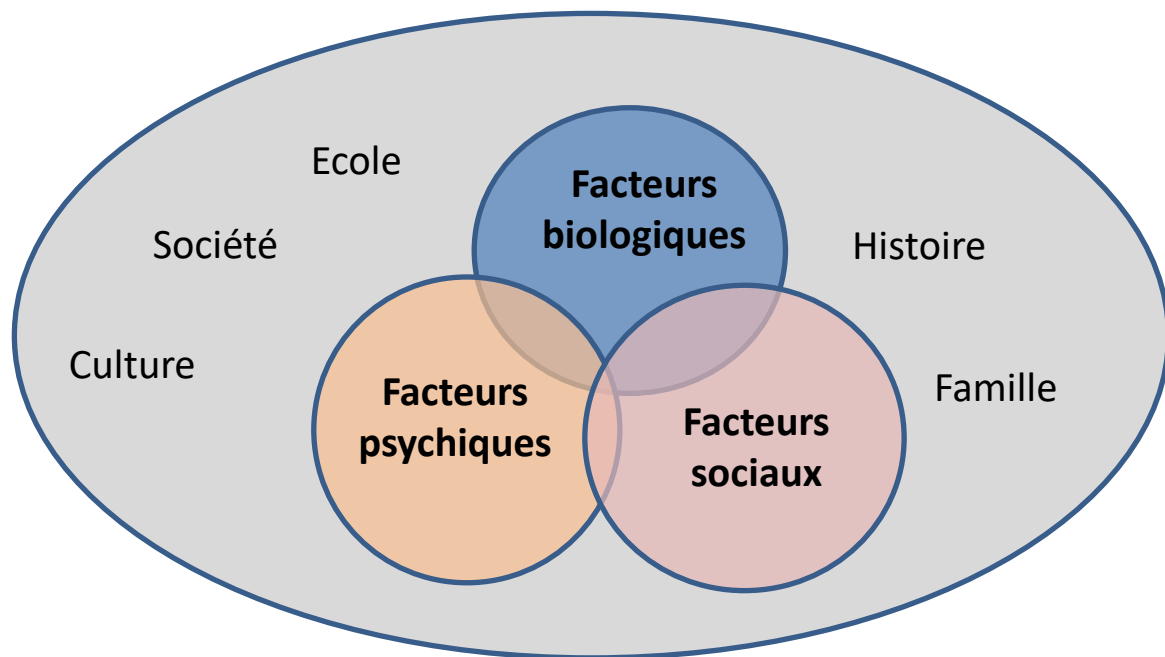 Ecole
Facteurs
biologiques
Société
Histoire
Culture
Facteurs
psychiques
Famille
Facteurs
sociaux